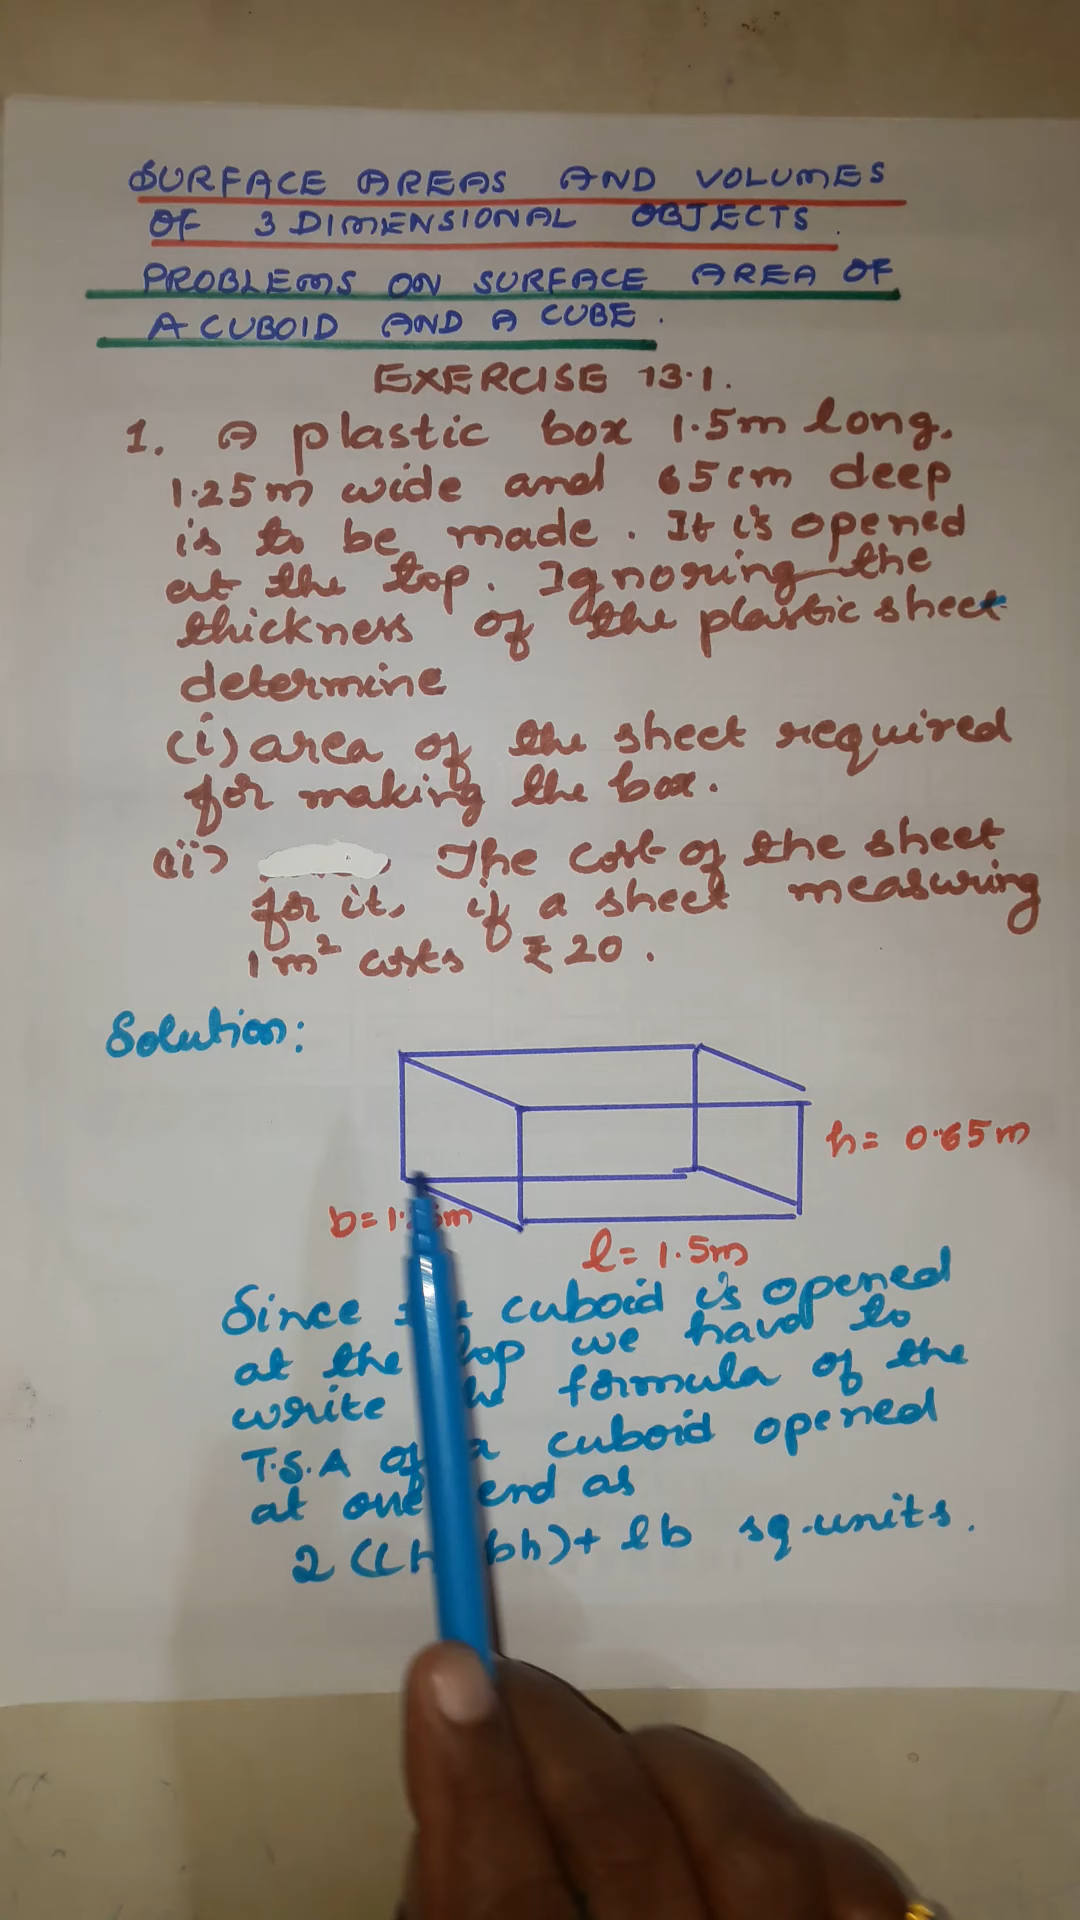 SURFACE AREAS AND VOLUMES
OF 3 DIMENSIONAL OBJECTS.
PROBLEMS ON SURFACE AREA OF
A CUBOID AND A CUBE.
EXERCISE 13.1.
1. A plastic box 1.5m long,
1.25m wide and 65cm deep
is to be made. It is opened
at the top. Ignoring the
thickness of the plastic sheet
determine
(i) area of the sheet required
for making the box.
(ii) The cost of the sheet
for it, if a sheet measuring
1m² costs ₹20.
Solution:
h= 0.65m
b=1. m
l= 1.5m
Since cuboid is opened
at the top we have to
write formula of the
T.S.A of a cuboid opened
at one end as
2 (lh bh)+ lb sq.units.